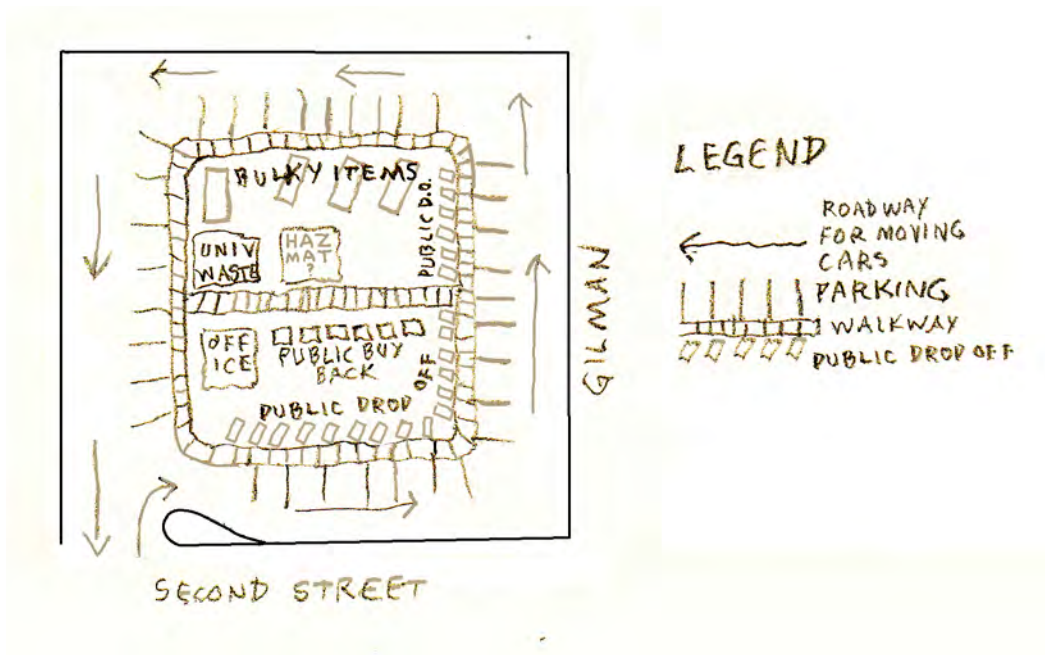 BULKY ITEMS
PUBLIC D.O.
UNIV
WASTE
HAZ
MAT
?
OFF
ICE
PUBLIC BUY
BACK
PUBLIC DROP
OFF
GILMAN
SECOND STREET
LEGEND
ROADWAY
FOR MOVING
CARS
PARKING
WALKWAY
PUBLIC DROP OFF